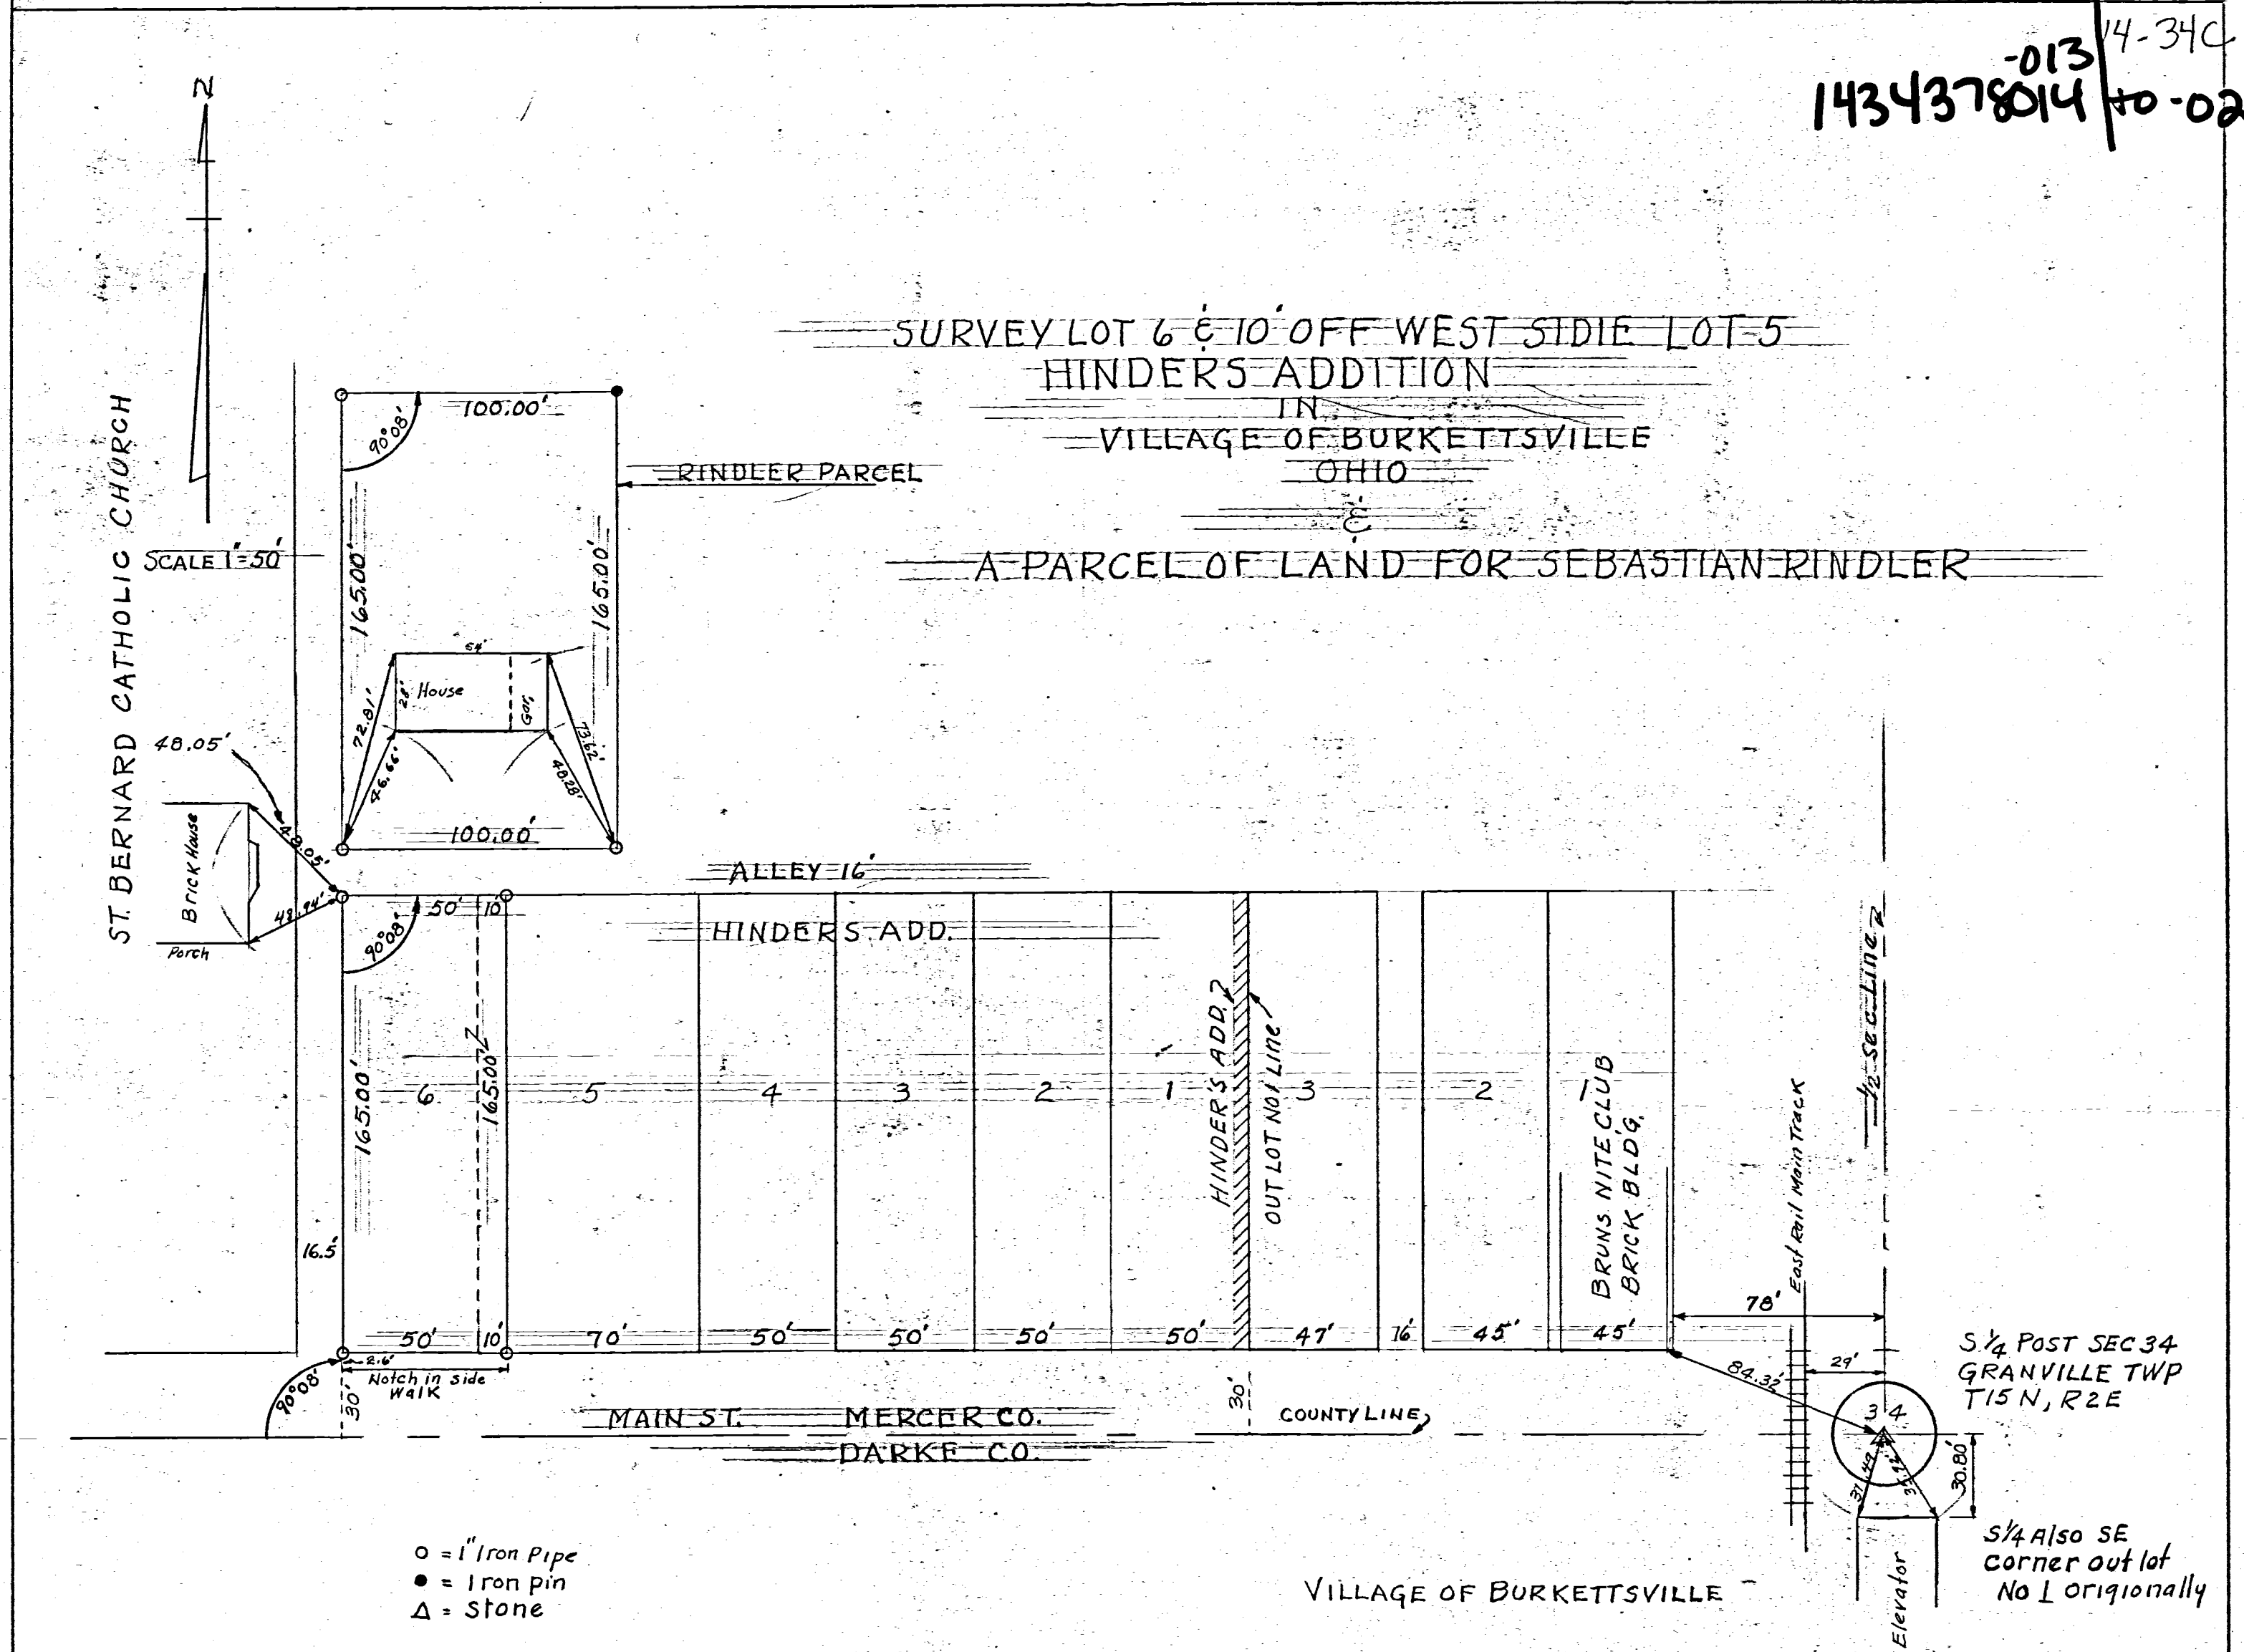 14-34C
-013
1434378014 to -02
N
SURVEY LOT 6 & 10' OFF WEST SIDIE LOT-5
HINDERS ADDITION
IN
VILLAGE OF BURKETTSVILLE
OHIO
&
A PARCEL OF LAND FOR SEBASTIAN RINDLER
ST. BERNARD CATHOLIC CHURCH
SCALE 1"=50'
100.00'
90°08'
RINDLER PARCEL
165.00'
165.00'
54'
28'
House
Gar.
72.81'
46.66'
73.62'
48.28'
100.00'
48.05'
48.05'
48.94'
Brick House
Porch
ALLEY 16'
50' 10'
90°08'
HINDERS ADD.
165.00'
165.00'
6 5 4 3 2 1 3 2 1
HINDER'S ADD.
OUT LOT NO 1 Line
BRUNS NITE CLUB
BRICK BLDG.
East Rail Main Track
1/2 Sec Line
16.5'
50' 10' 70' 50' 50' 50' 50' 47' 16' 45' 45'
78'
2.6'
Notch in side
Walk
90°08'
30'
30'
84.32'
29'
MAIN ST. MERCER CO.
COUNTY LINE
DARKE CO.
S 1/4 POST SEC 34
GRANVILLE TWP
T15N, R2E
34
30.80'
S 1/4 Also SE
corner out lot
No 1 origionally
Elevator
VILLAGE OF BURKETTSVILLE
O = 1" Iron Pipe
● = Iron pin
Δ = Stone